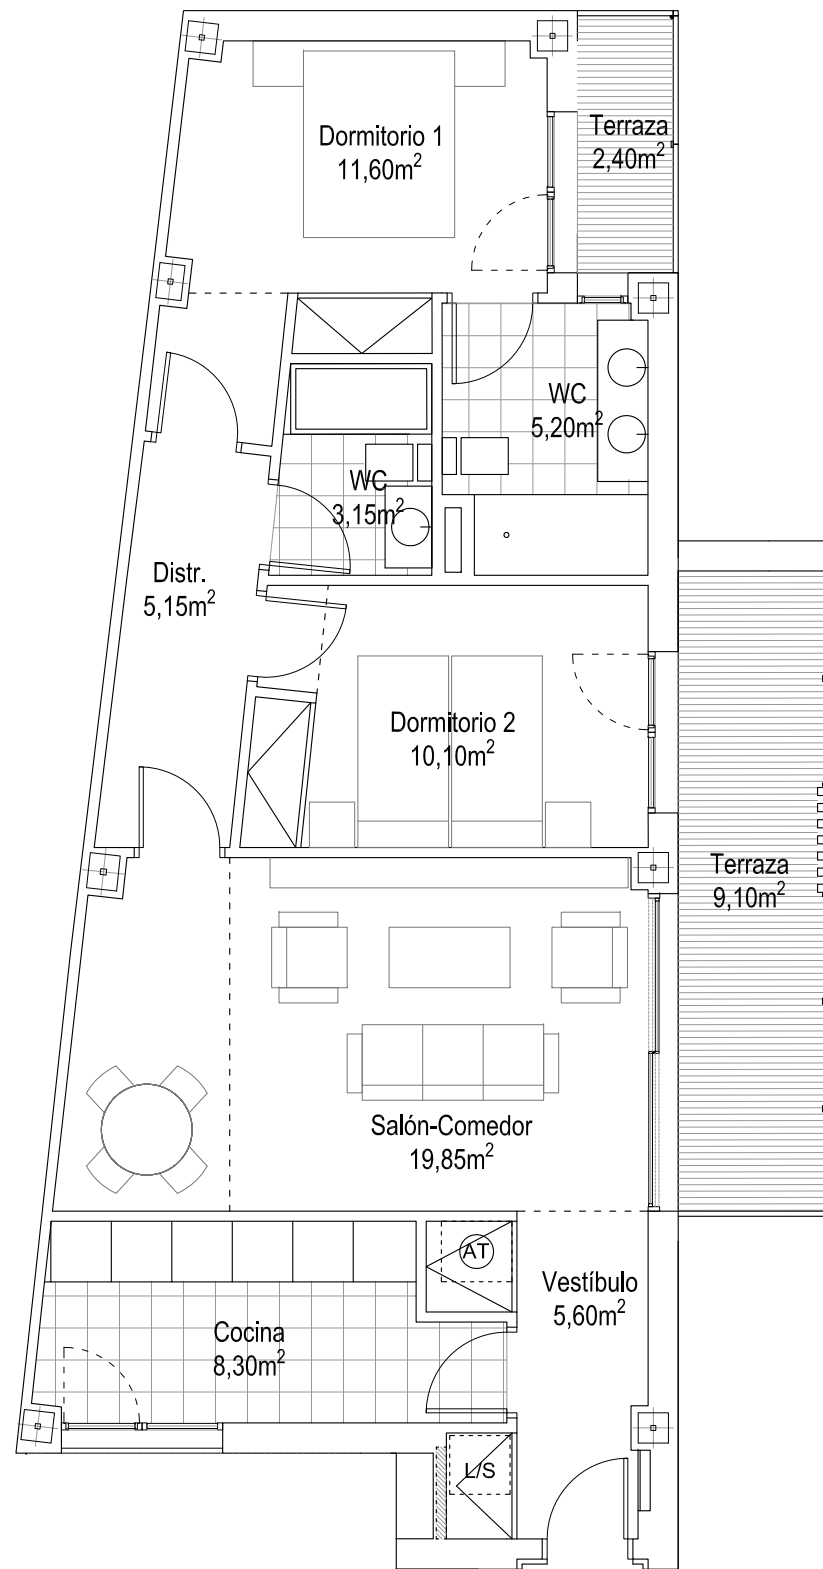 Dormitorio 1
11,60m²
Terraza
2,40m²
WC
5,20m²
WC
3,15m²
Distr.
5,15m²
Dormitorio 2
10,10m²
Terraza
9,10m²
Salón-Comedor
19,85m²
AT
Vestíbulo
5,60m²
Cocina
8,30m²
L/S